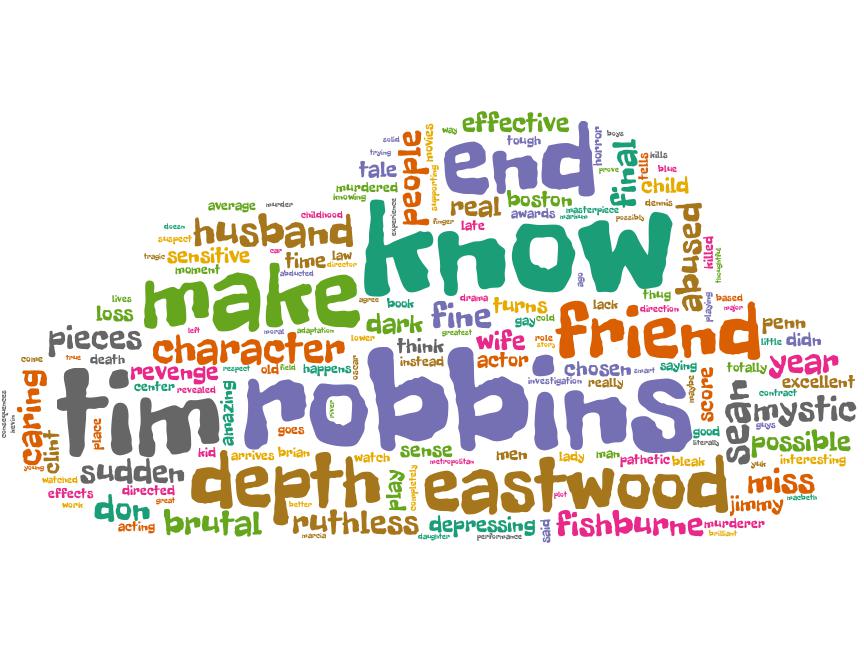 effective
way
tough
end
horror
boys
solid
trying
tale
murdered
knowing
people
movies
supporting
experience
prove
final
tells
kills
blue
child
dennis
real
boston
awards
masterpiece
possibly
finger
late
average
murder
childhood
doesn
suspect
husband
sensitive
tragic
moment
car
time
law
director
abducted
know
ago
abused
killed
thoughtful
playing
lives
loss
make
agree
book
drama
fine
turns
gay
cold
lack
thug
direction
based
major
friend
penn
little
didn
pieces
left
moral
adaptation
dark
greatest
lower
character
think
instead
wife
actor
role
story
come
true
death
revenge
respect
old
field
happens
oscar
chosen
smart
saying
totally
year
excellent
center
revealed
investigation
really
maybe
score
contract
consequences
kevin
caring
young
clint
tim
place
amazing
robbins
goes
river
good
literally
sean
mystic
guys
possible
interesting
kid
arrives
brian
watch
sense
metropolitan
men
lady
man
pathetic
bleak
yuk
watched
sudden
effects
work
directed
great
depth
better
play
completely
eastwood
plot
miss
macbeth
jimmy
don
acting
brutal
ruthless
marcia
depressing
daughter
performance
said
fishburne
murderer
brilliant